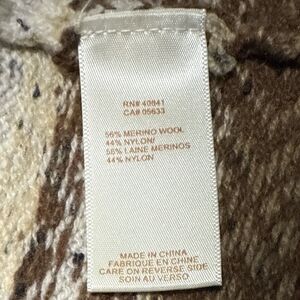 RN# 40841
CA# 05633
56% MERINO WOOL
44% NYLON/
56% LAINE MERINOS
44% NYLON
MADE IN CHINA
FABRIQUE EN CHINE
CARE ON REVERSE SIDE
SOIN AU VERSO